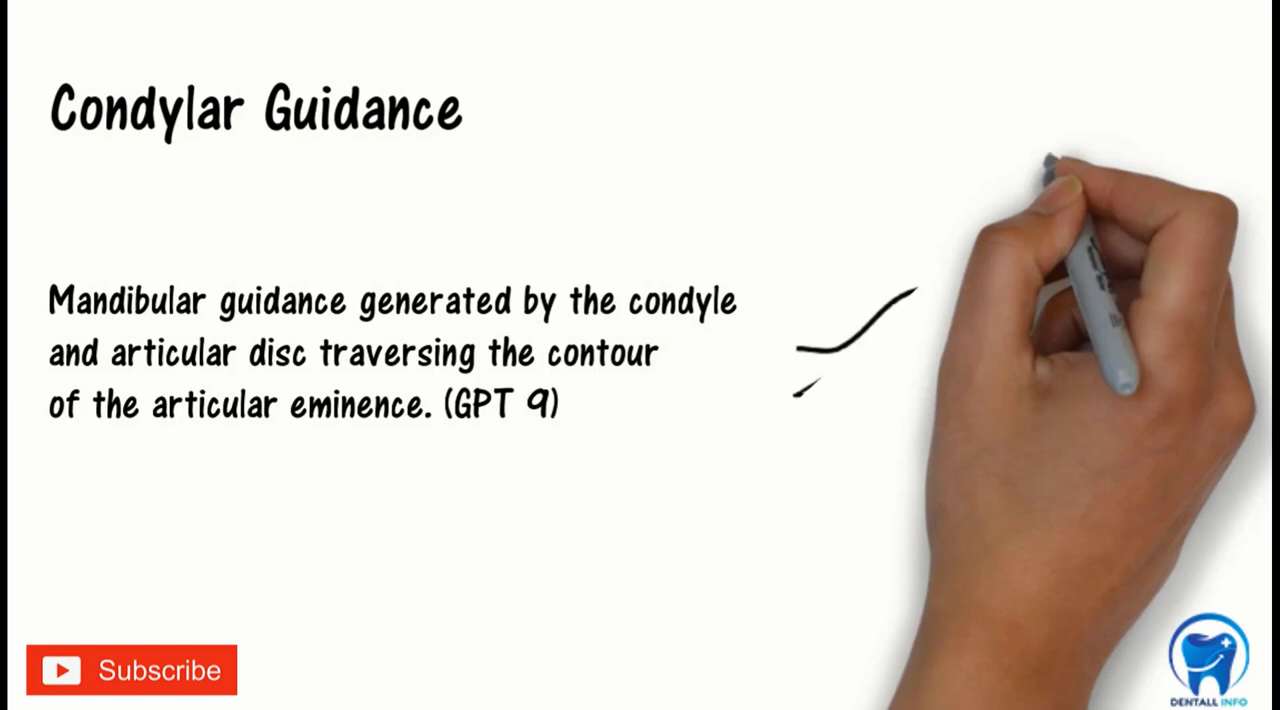 Condylar Guidance
Mandibular guidance generated by the condyle
and articular disc traversing the contour
of the articular eminence. (GPT 9)
Subscribe
DENTALL INFO